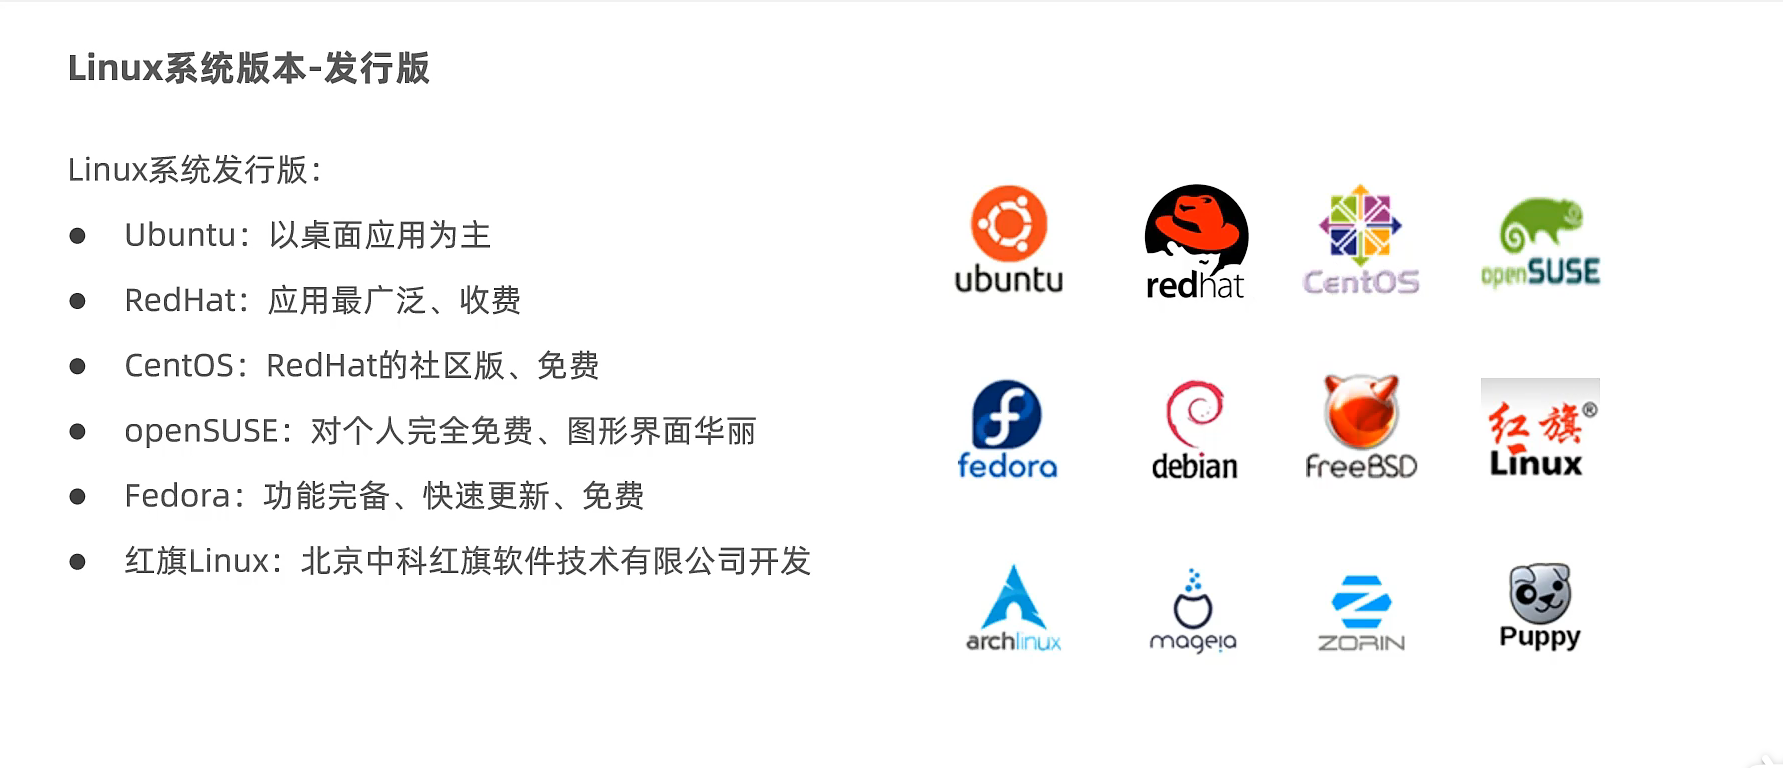 Linux系统版本-发行版
Linux系统发行版：
● Ubuntu：以桌面应用为主
● RedHat：应用最广泛、收费
● CentOS：RedHat的社区版、免费
● openSUSE：对个人完全免费、图形界面华丽
● Fedora：功能完备、快速更新、免费
● 红旗Linux：北京中科红旗软件技术有限公司开发
ubuntu
redhat
CentOS
openSUSE
fedora
debian
FreeBSD
红旗®
Linux
archlinux
mageia
ZORIN
Puppy